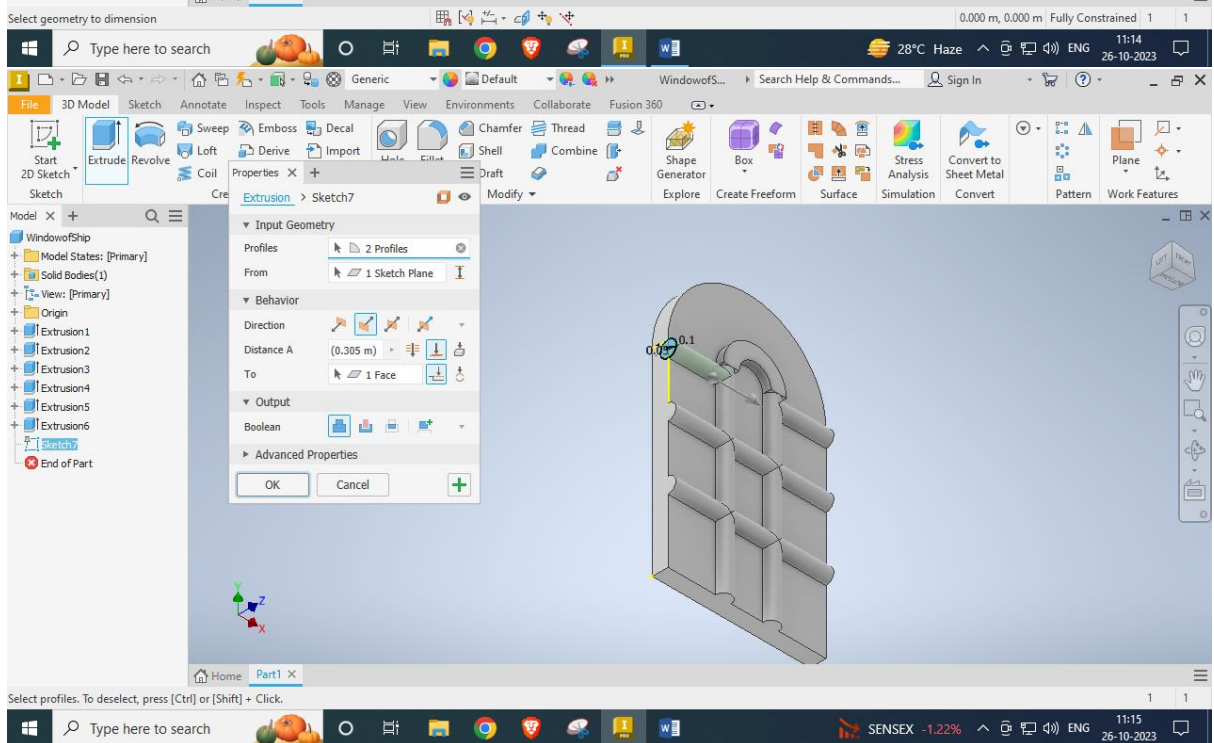 Home
Select geometry to dimension
0.000 m, 0.000 m Fully Constrained 1 1
Type here to search
28°C Haze ENG
11:14
26-10-2023
Generic Default WindowofS... Search Help & Commands... Sign In
File 3D Model Sketch Annotate Inspect Tools Manage View Environments Collaborate Fusion 360
Start
2D Sketch
Extrude Revolve
Sweep Emboss Decal
Loft Derive Import
Coil
Hole Fillet
Chamfer Thread
Shell Combine
Draft
Shape
Generator
Box
Stress
Analysis
Convert to
Sheet Metal
Plane
Sketch Cre Modify Explore Create Freeform Surface Simulation Convert Pattern Work Features
Model × +
WindowofShip
Model States: [Primary]
Solid Bodies(1)
View: [Primary]
Origin
Extrusion1
Extrusion2
Extrusion3
Extrusion4
Extrusion5
Extrusion6
Sketch7
End of Part
Properties × +
Extrusion > Sketch7
Input Geometry
Profiles 2 Profiles
From 1 Sketch Plane
Behavior
Direction
Distance A (0.305 m)
To 1 Face
Output
Boolean
Advanced Properties
OK Cancel +
0.05 0.1
LEFT FRONT
Y
Z
X
Home Part1 ×
Select profiles. To deselect, press [Ctrl] or [Shift] + Click. 1 1
Type here to search
SENSEX -1.22% ENG
11:15
26-10-2023